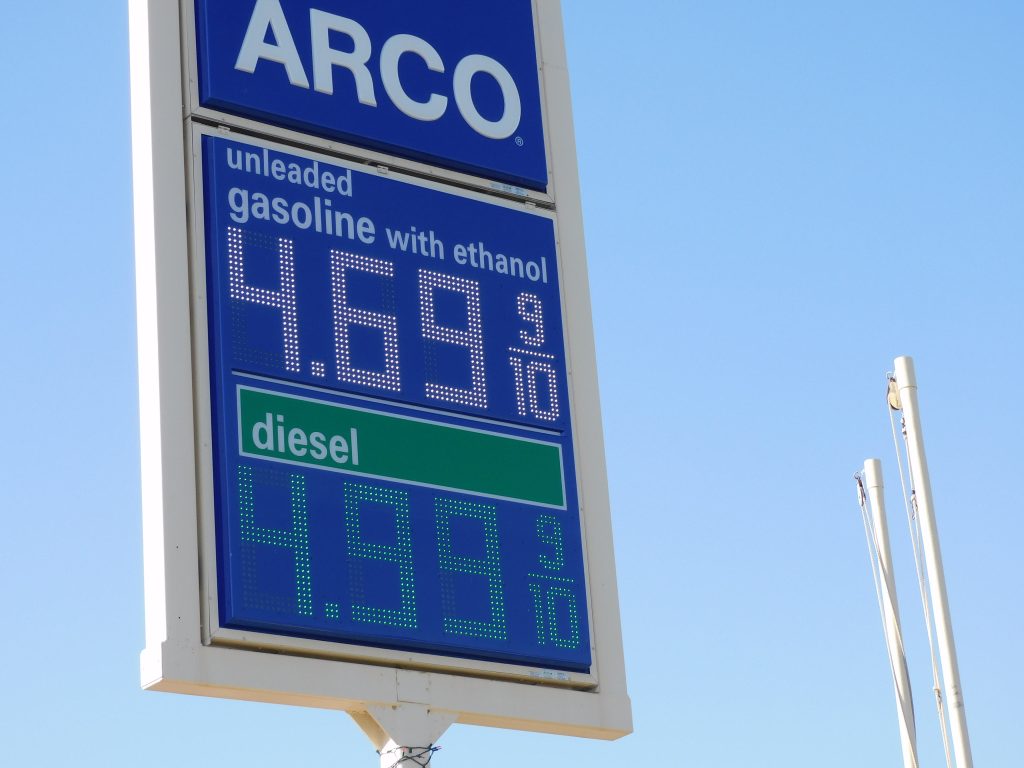 ARCO®
unleaded
gasoline with ethanol
4.69 9/10
diesel
4.99 9/10